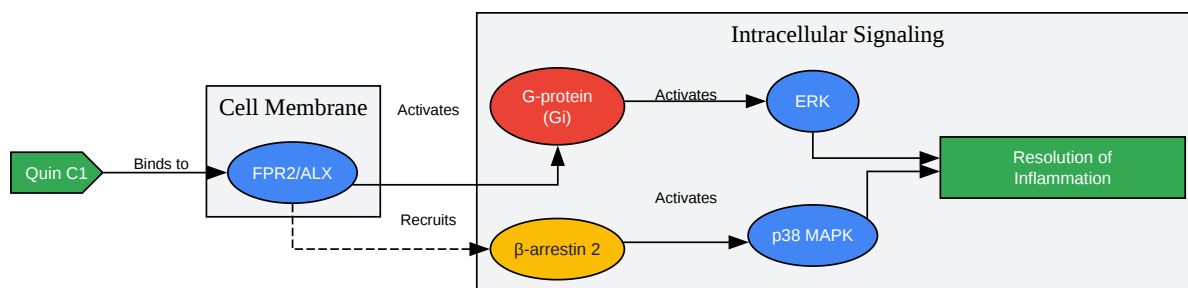 Intracellular Signaling
Cell Membrane
Activates
G-protein
(Gi)
Activates
ERK
Quin C1
Binds to
FPR2/ALX
Resolution of
Inflammation
Recruits
β-arrestin 2
Activates
p38 MAPK